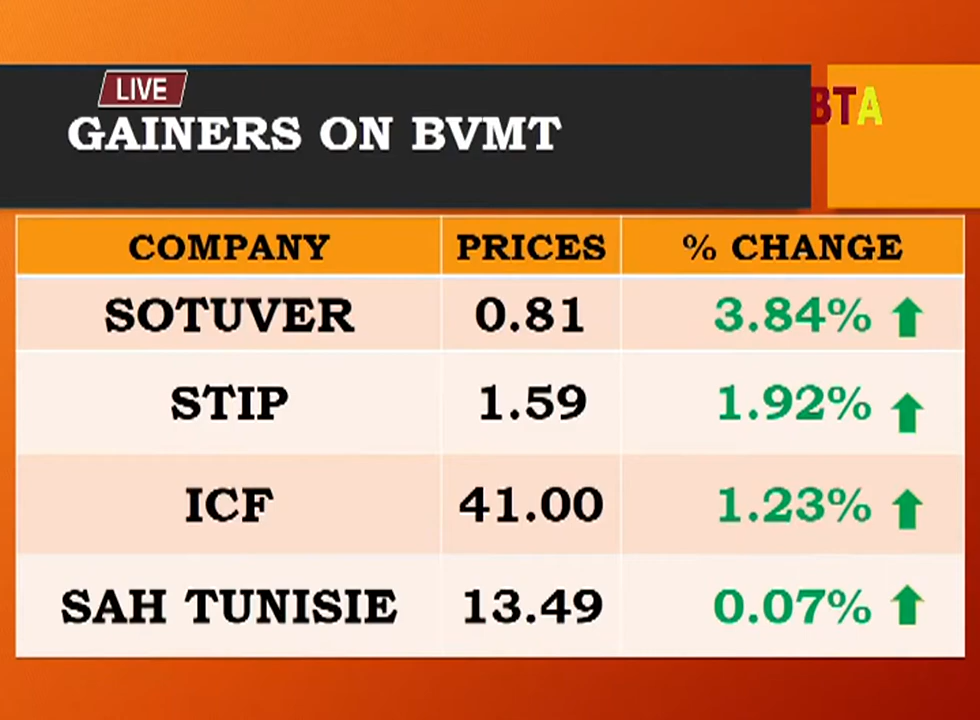 LIVE
GAINERS ON BVMT
BTA
COMPANY PRICES % CHANGE
SOTUVER 0.81 3.84%
STIP 1.59 1.92%
ICF 41.00 1.23%
SAH TUNISIE 13.49 0.07%